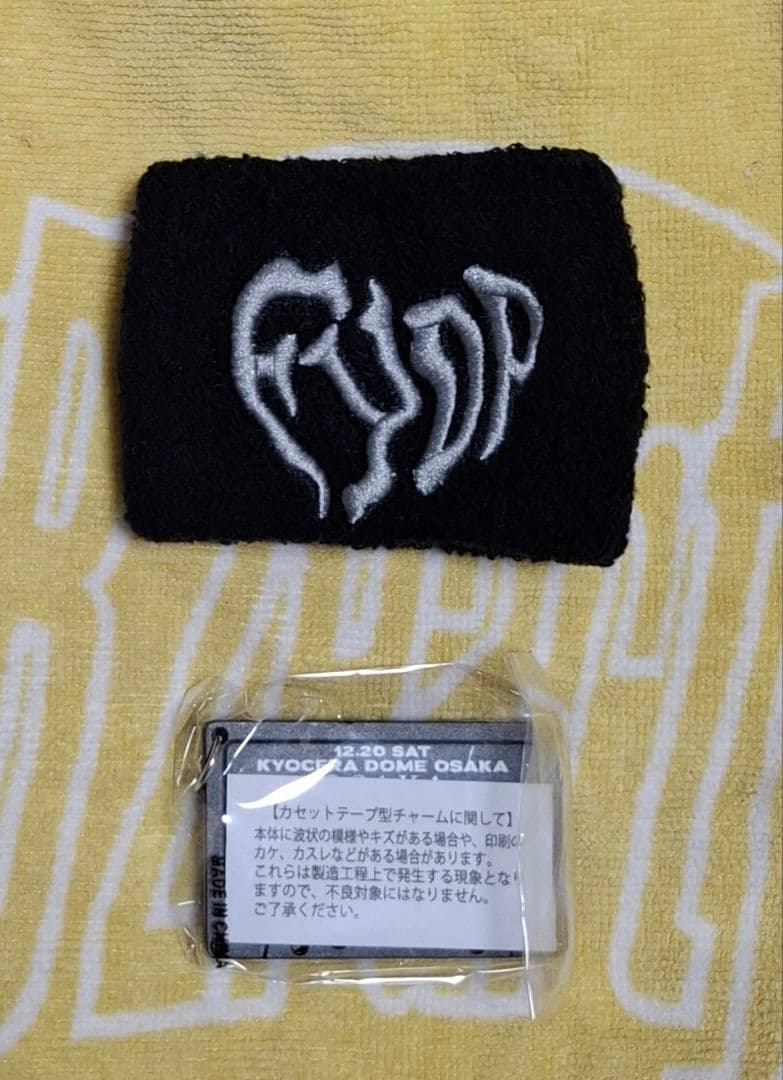 FYDP
12.20 SAT
KYOCERA DOME OSAKA
【カセットテープ型チャームに関して】
本体に波状の模様やキズがある場合や、印刷の
カケ、カスレなどがある場合があります。
これらは製造工程上で発生する現象となり
ますので、不良対象にはなりません。
ご了承ください。
MADE IN CHINA